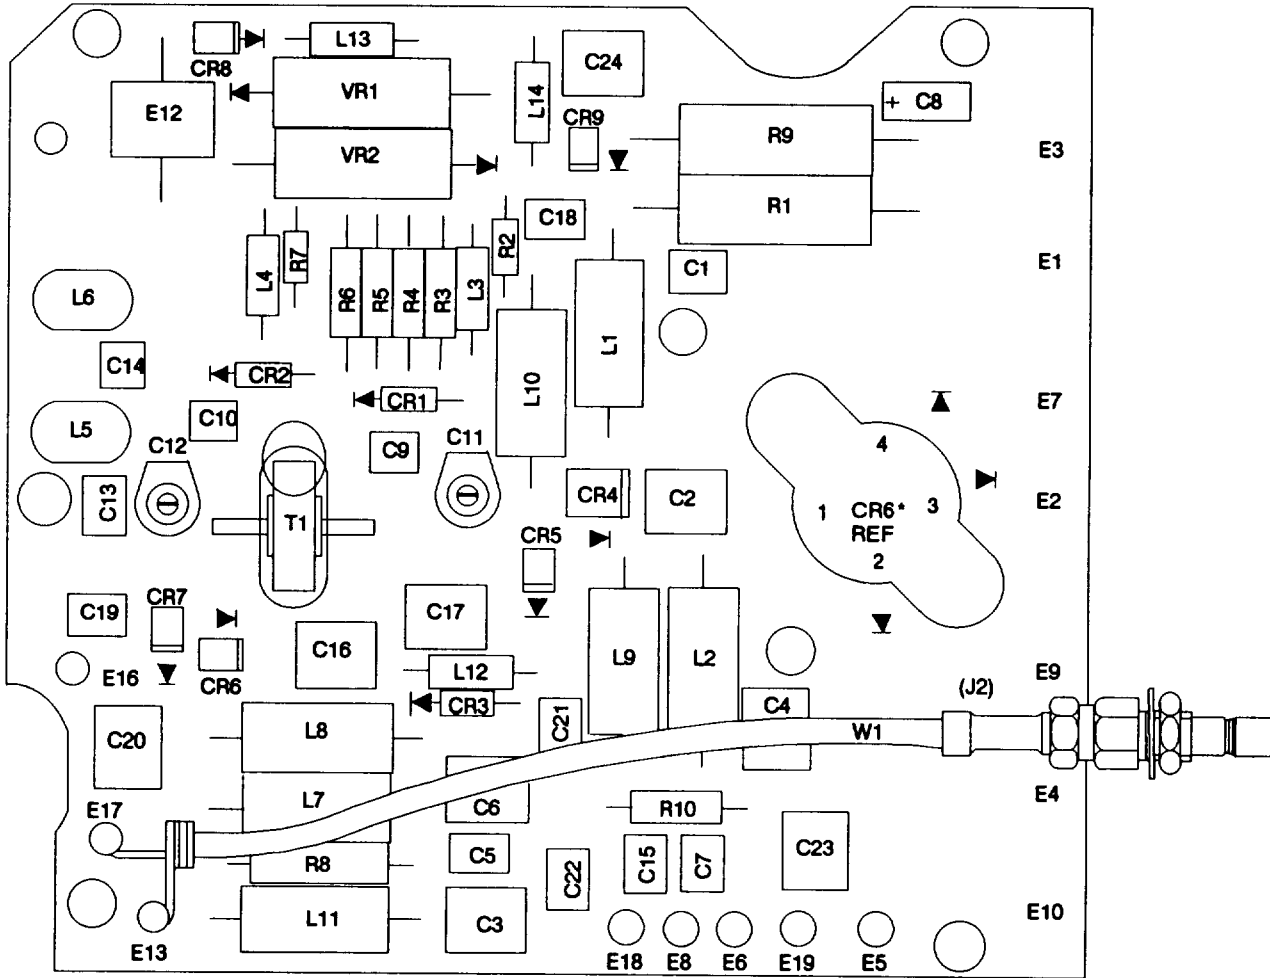 CR8
L13
C24
VR1
E12
L14
CR9
+ C8
R9
E3
VR2
R1
C18
R2
L4
R7
R6
R5
R4
R3
L3
C1
E1
L6
L1
C14
CR2
CR1
L10
E7
C10
L5
C12
C9
C11
4
C13
T1
CR4
C2
1
CR6*
REF
3
2
E2
CR5
C19
CR7
C17
C16
L9
L2
E16
CR6
L12
CR3
E9
(J2)
C20
L8
C21
C4
W1
L7
C6
E4
E17
R10
R8
C5
C22
C15
C7
C23
L11
C3
E10
E13
E18
E8
E6
E19
E5